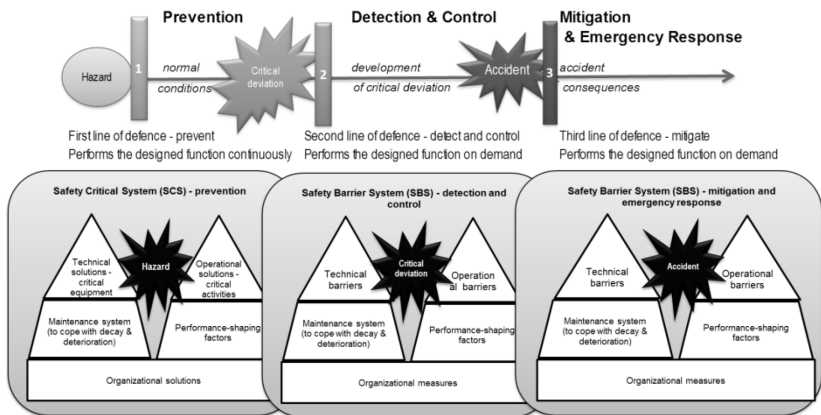 Prevention
Detection & Control
Mitigation
& Emergency Response
Hazard
1
normal
conditions
Critical
deviation
2
development
of critical deviation
Accident
3
accident
consequences
First line of defence - prevent
Performs the designed function continuously
Second line of defence - detect and control
Performs the designed function on demand
Third line of defence - mitigate
Performs the designed function on demand
Safety Critical System (SCS) - prevention
Technical
solutions -
critical
equipment
Hazard
Operational
solutions -
critical
activities
Maintenance system
(to cope with decay &
deterioration)
Performance-shaping
factors
Organizational solutions
Safety Barrier System (SBS) - detection and
control
Technical
barriers
Critical
deviation
Operation
al barriers
Maintenance system
(to cope with decay &
deterioration)
Performance-shaping
factors
Organizational measures
Safety Barrier System (SBS) - mitigation and
emergency response
Technical
barriers
Accident
Operational
barriers
Maintenance system
(to cope with decay &
deterioration)
Performance-shaping
factors
Organizational measures